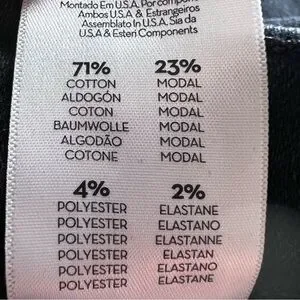 Montado Em U.S.A. Por compon
Ambos U.S.A & Estrangeiros
Assemblato In U.S.A. Sia da
U.S.A & Esteri Components
71% 23%
COTTON MODAL
ALDOGÓN MODAL
COTON MODAL
BAUMWOLLE MODAL
ALGODÃO MODAL
COTONE MODAL
4% 2%
POLYESTER ELASTANE
POLYESTER ELASTANO
POLYESTER ELASTANNE
POLYESTER ELASTAN
POLYESTER ELASTANO
POLYESTER ELASTANE